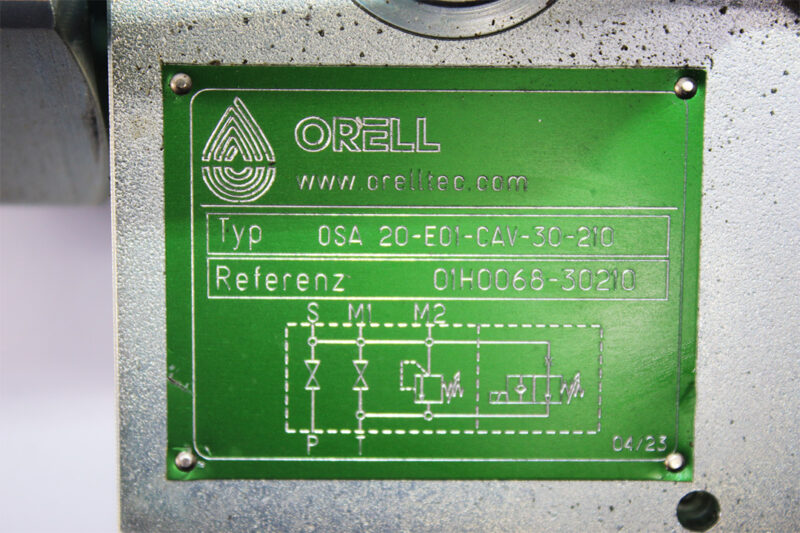 ORELL
www.orelltec.com
Typ OSA 20-E01-CAV-30-210
Referenz 01H0068-30210
S M1 M2
P T
04/23